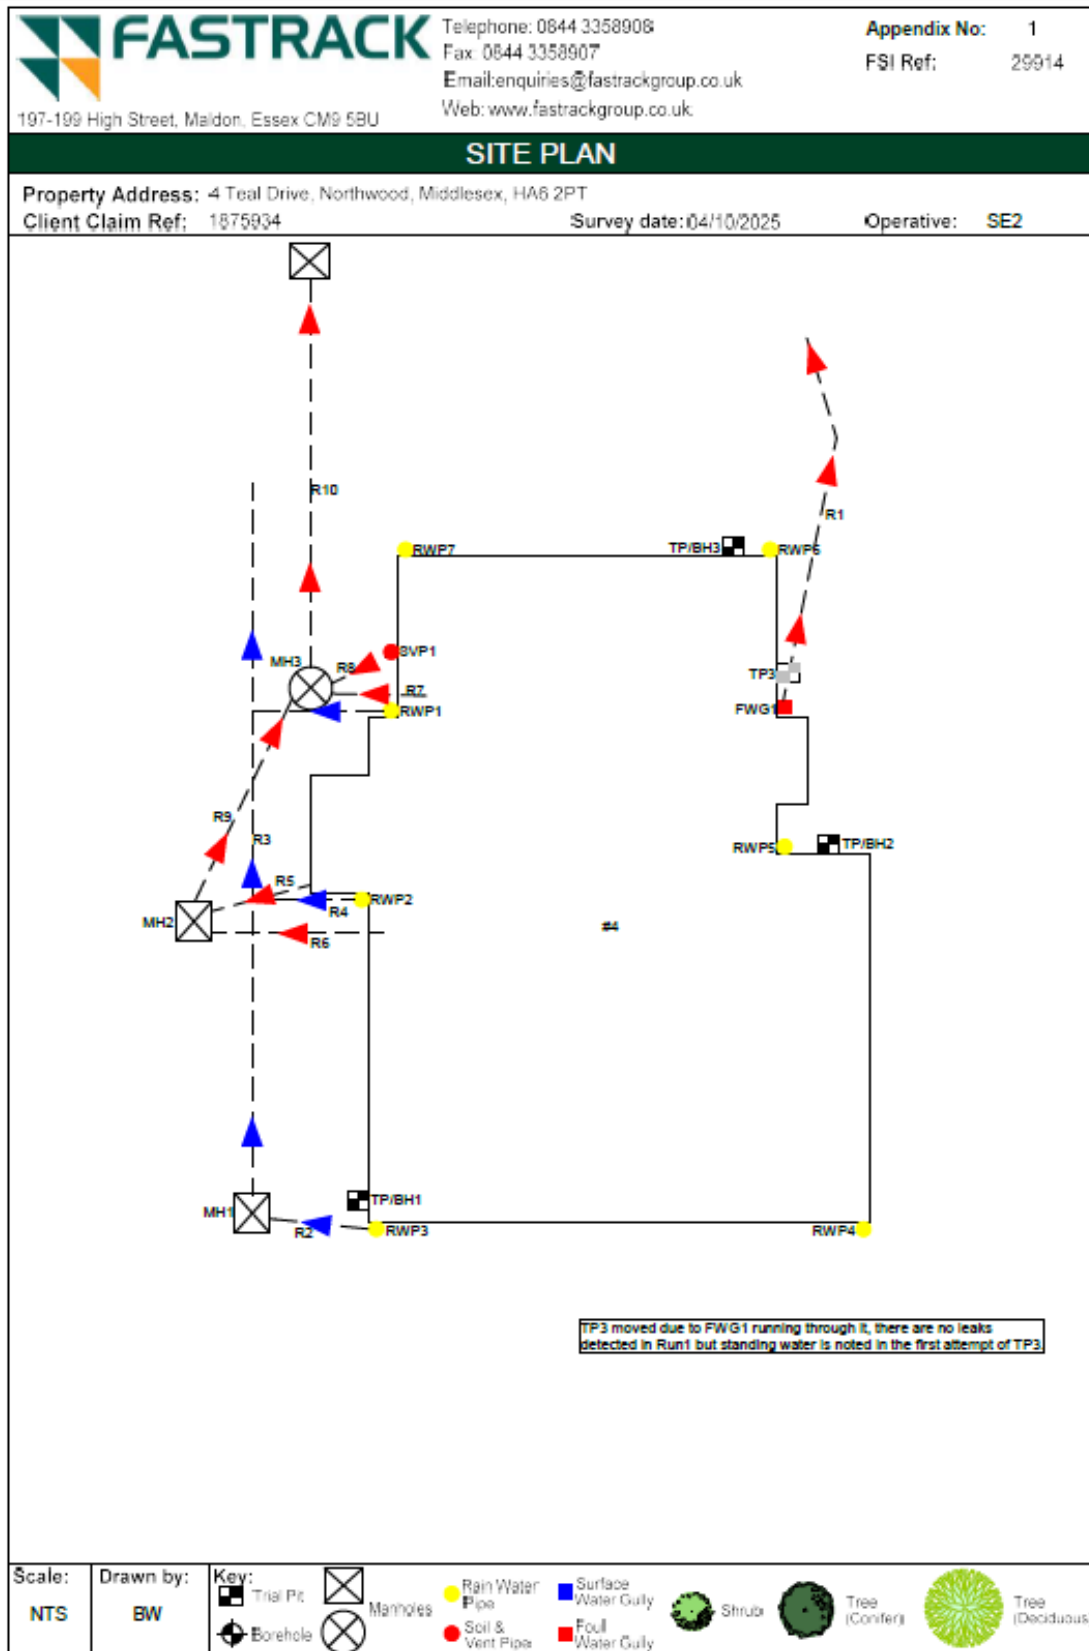 FASTRACK
197-199 High Street, Maldon, Essex CM9 5BU
Telephone: 0844 3358908
Fax: 0844 3358907
Email:enquiries@fastrackgroup.co.uk
Web: www.fastrackgroup.co.uk
Appendix No: 1
FSI Ref: 29914
SITE PLAN
Property Address: 4 Teal Drive, Northwood, Middlesex, HA6 2PT
Client Claim Ref: 1875934
Survey date: 04/10/2025
Operative: SE2
R10
R1
RWP7
TP/BH3
RWP6
SVP1
MH3
R8
R7
TP3
RWP1
FWG1
R9
R3
RWP5
TP/BH2
R5
RWP2
R4
MH2
R6
#4
TP/BH1
MH1
R2
RWP3
RWP4
TP3 moved due to FWG1 running through it, there are no leaks
detected in Run1 but standing water is noted in the first attempt of TP3
Scale:
NTS
Drawn by:
BW
Key:
Trial Pit
Borehole
Manholes
Rain Water
Pipe
Soil &
Vent Pipe
Surface
Water Gully
Foul
Water Gully
Shrub
Tree
(Conifer)
Tree
(Deciduous